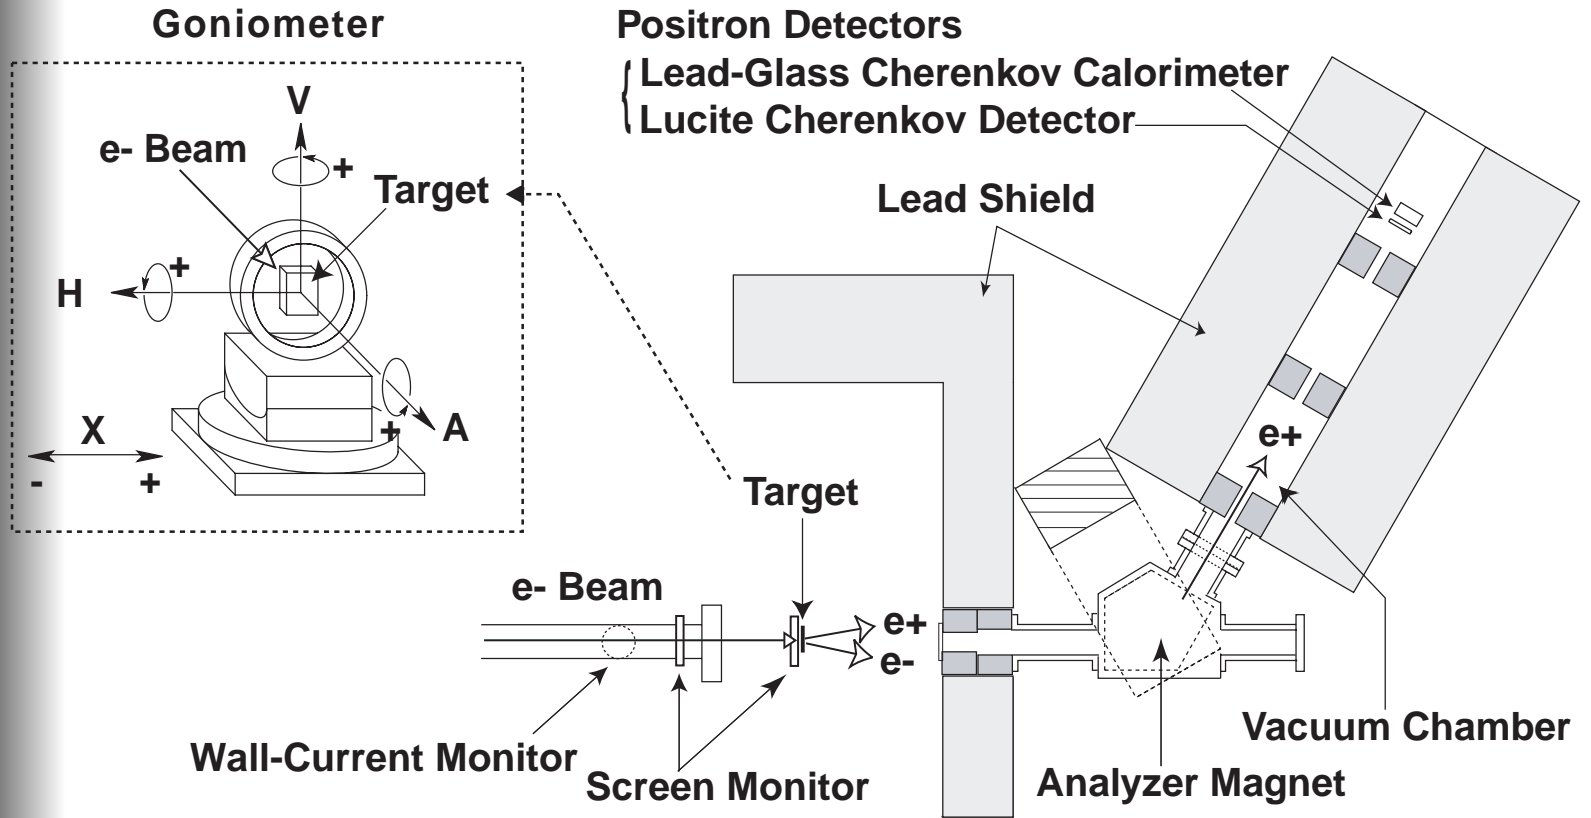 Goniometer
Positron Detectors
Lead-Glass Cherenkov Calorimeter
Lucite Cherenkov Detector
V
e- Beam
+
Target
Lead Shield
H
+
A
+
X
-
+
e+
Target
e- Beam
e+
e-
Vacuum Chamber
Wall-Current Monitor
Screen Monitor
Analyzer Magnet